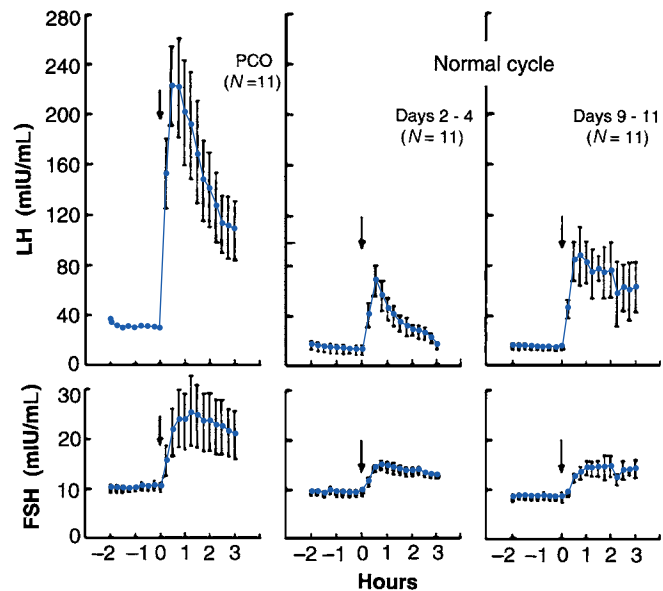 280
240
200
160
120
80
40
0
LH (mIU/mL)
PCO
(N =11)
Normal cycle
Days 2 - 4
(N = 11)
Days 9 - 11
(N = 11)
30
20
10
0
FSH (mIU/mL)
−2 −1 0 1 2 3
−2 −1 0 1 2 3
−2 −1 0 1 2 3
Hours